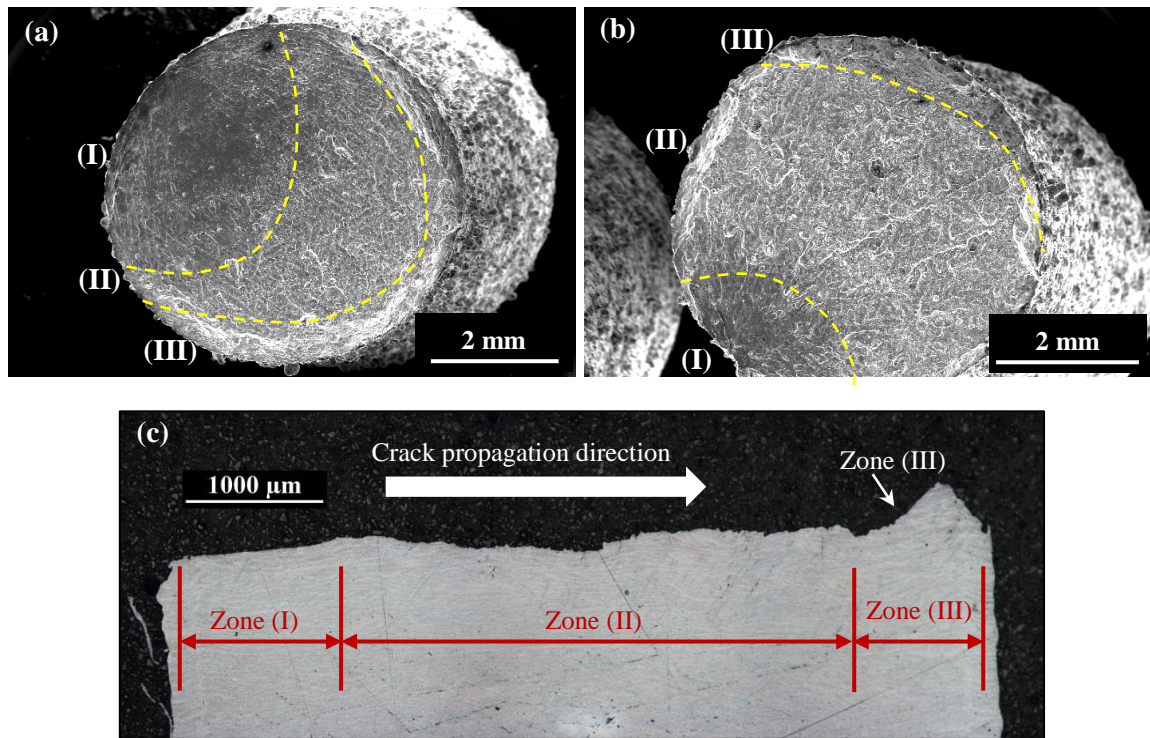 (a)
(I)
(II)
(III)
2 mm
(b)
(III)
(II)
(I)
2 mm
(c)
Crack propagation direction
1000 μm
Zone (III)
Zone (I)
Zone (II)
Zone (III)